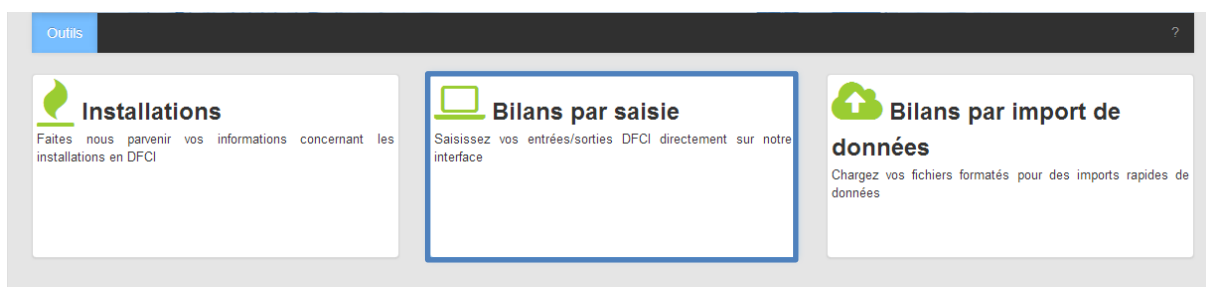 Outils
?
Installations
Faites nous parvenir vos informations concernant les
installations en DFCI
Bilans par saisie
Saisissez vos entrées/sorties DFCI directement sur notre
interface
Bilans par import de
données
Chargez vos fichiers formatés pour des imports rapides de
données